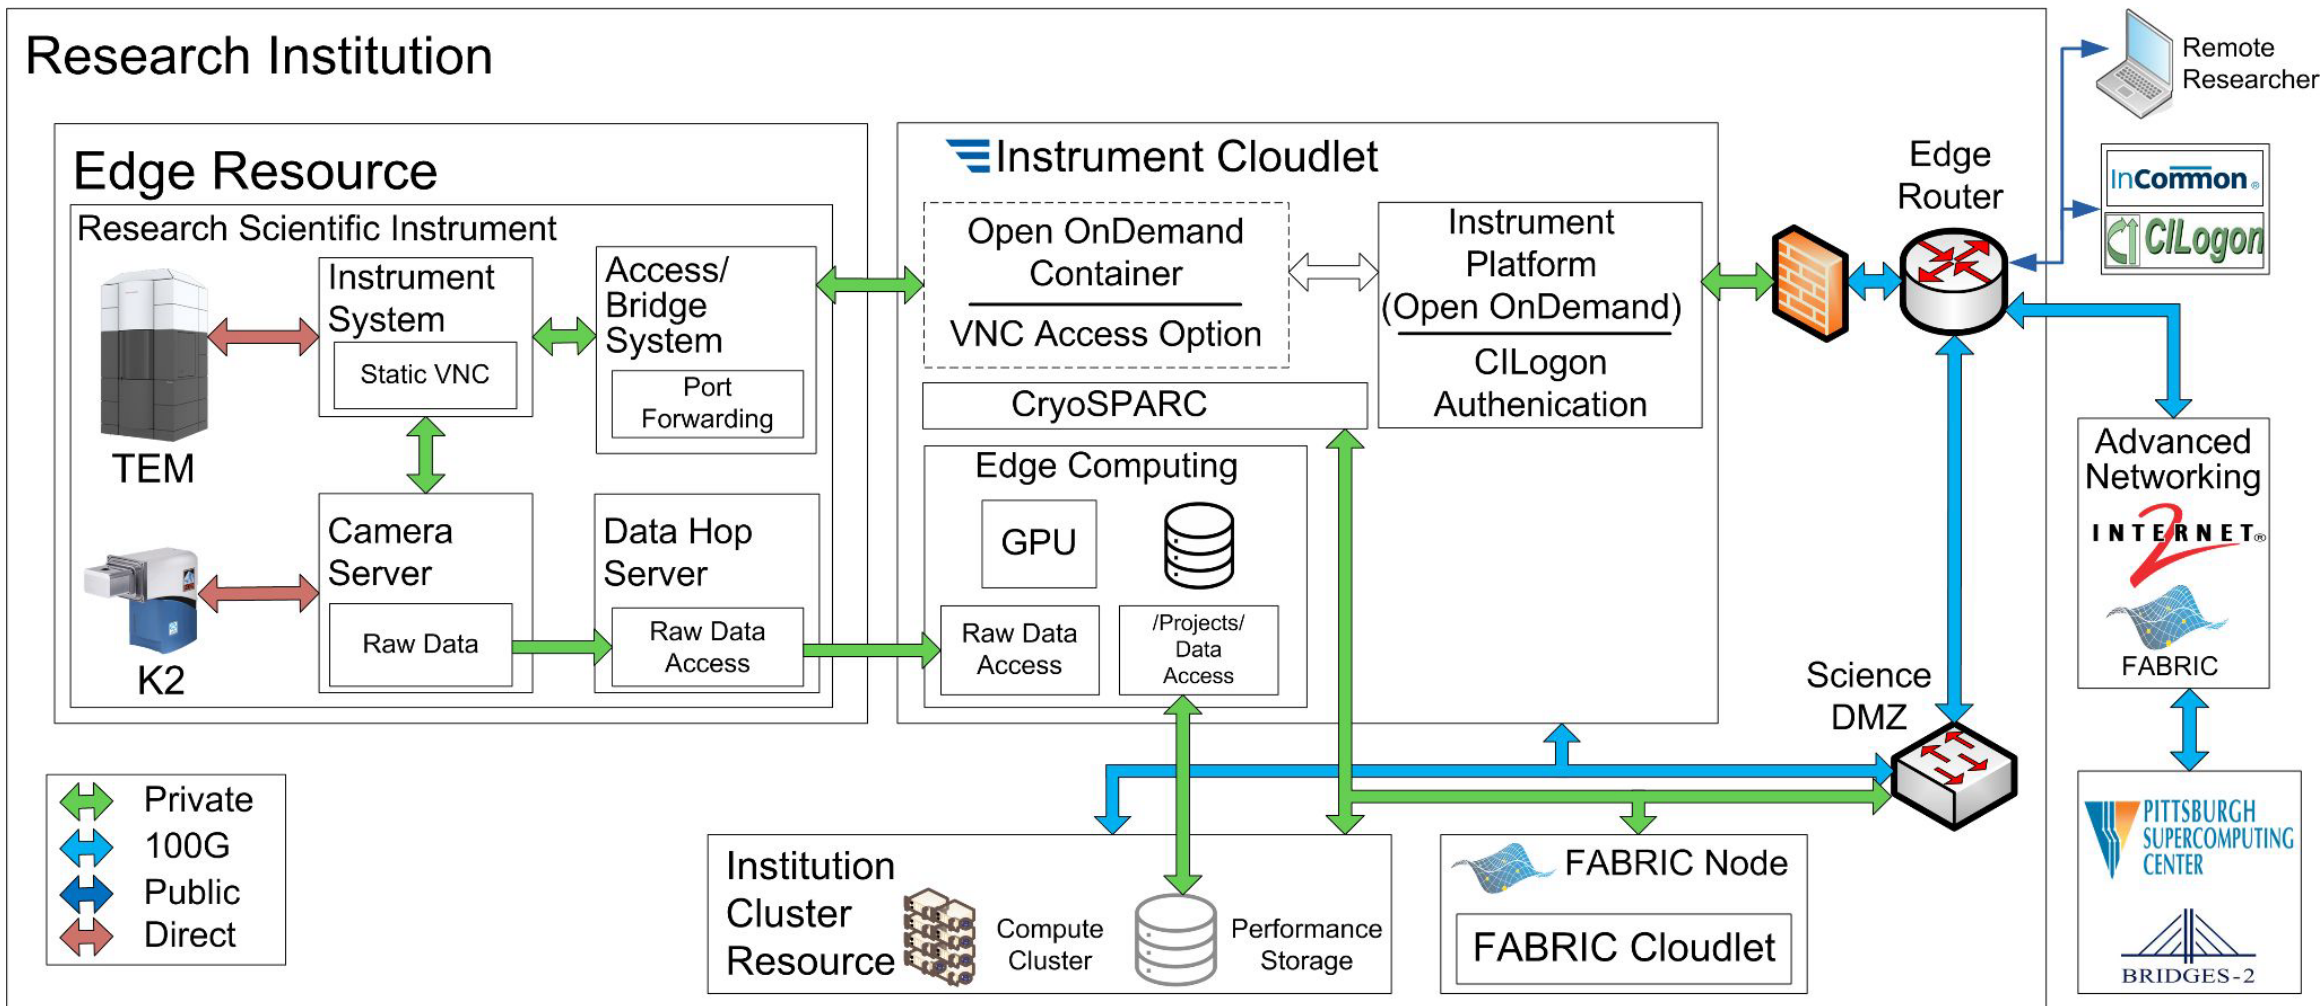 Research Institution
Edge Resource
Research Scientific Instrument
TEM
K2
Instrument
System
Static VNC
Access/
Bridge
System
Port
Forwarding
Camera
Server
Raw Data
Data Hop
Server
Raw Data
Access
Instrument Cloudlet
Open OnDemand
Container
VNC Access Option
Instrument
Platform
(Open OnDemand)
CILogon
Authenication
CryoSPARC
Edge Computing
GPU
Raw Data
Access
/Projects/
Data
Access
Edge
Router
Science
DMZ
Remote
Researcher
InCommon®
CILogon
Advanced
Networking
INTERNET®
2
FABRIC
PITTSBURGH
SUPERCOMPUTING
CENTER
BRIDGES-2
Private
100G
Public
Direct
Institution
Cluster
Resource
Compute
Cluster
Performance
Storage
FABRIC Node
FABRIC Cloudlet